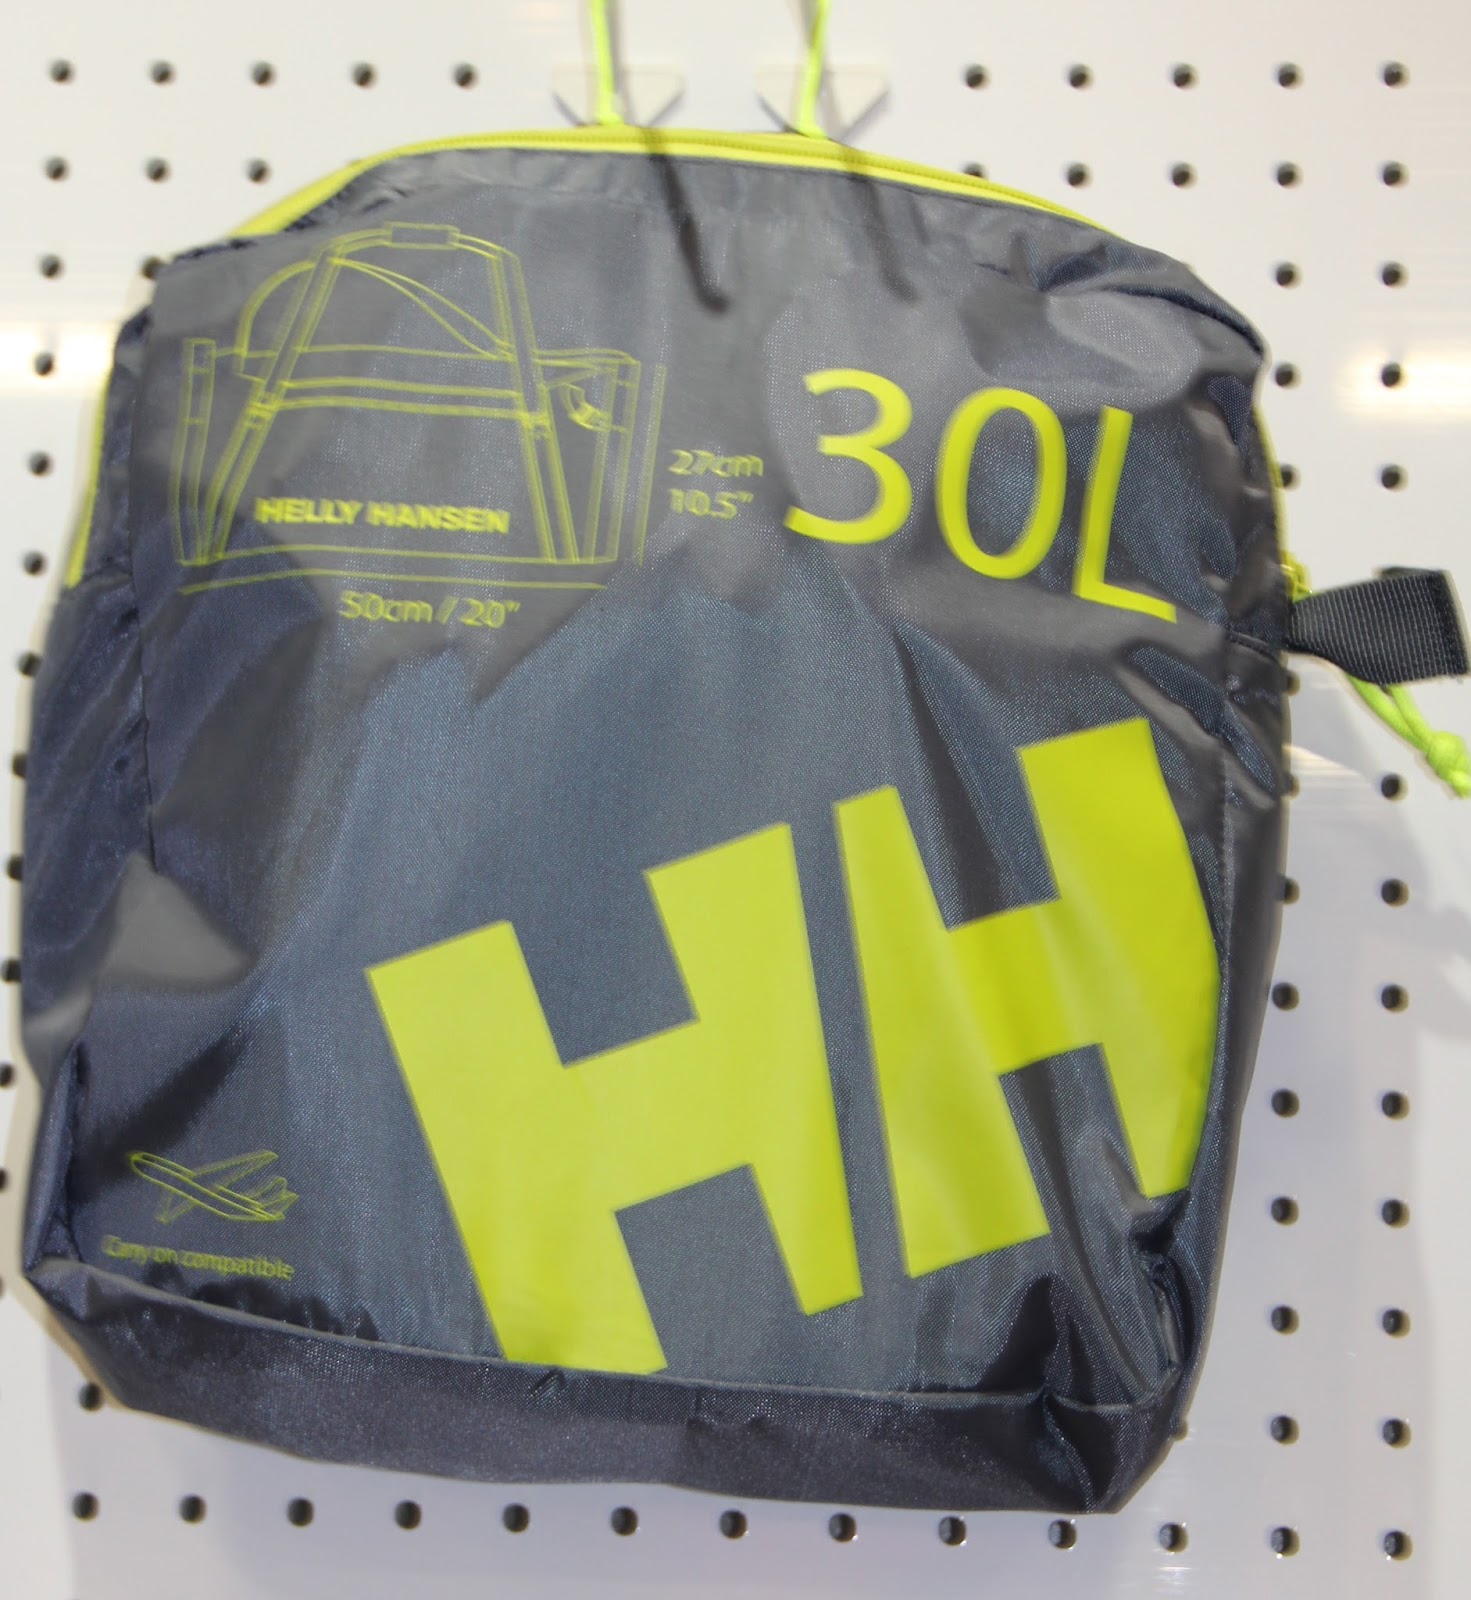 30L
27cm
10.5"
HELLY HANSEN
50cm / 20"
HH
Carry on compatible